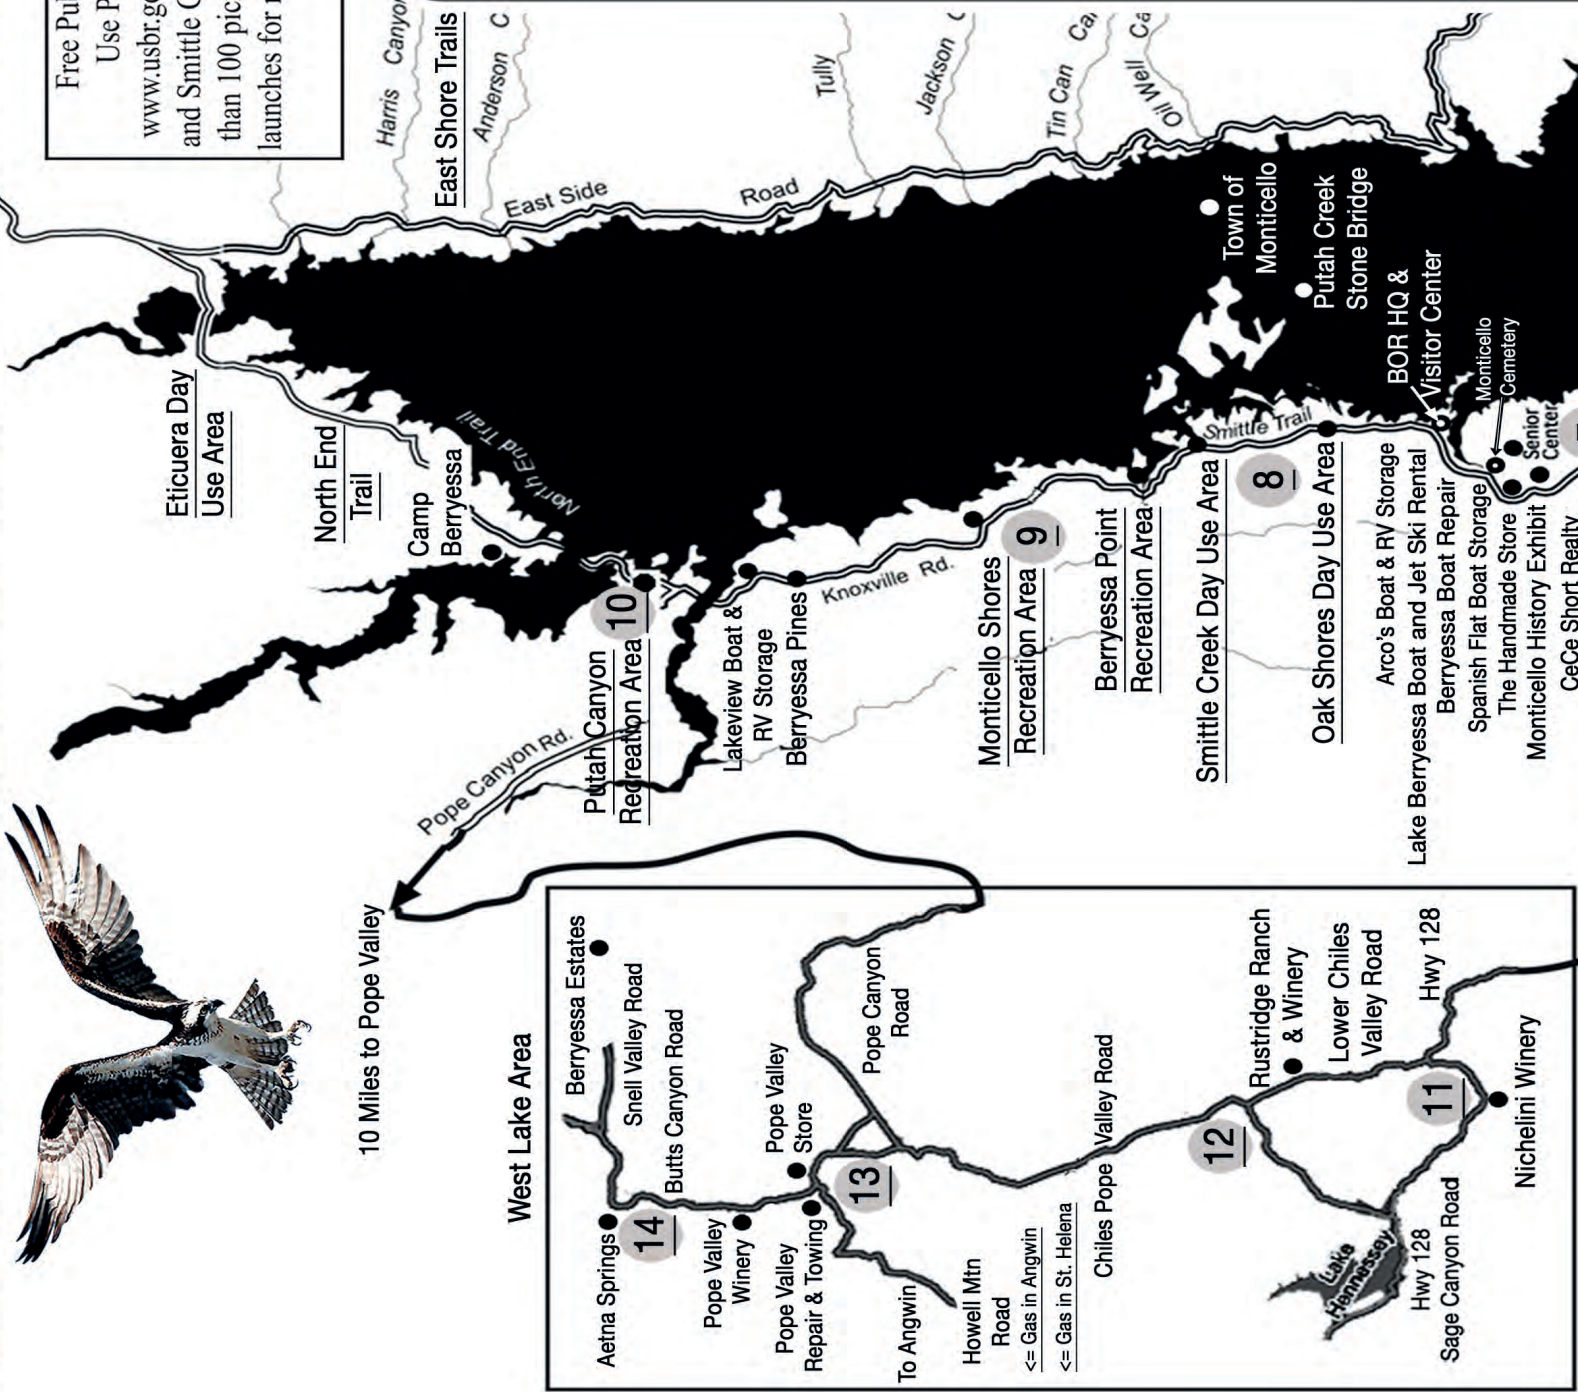 Free Pu
Use P
www.usbr.go
and Smittle C
than 100 pic
launches for
Harris Canyon
East Shore Trails
Anderson C
Tully
Jackson
Tin Can Ca
Oil Well Ca
East Side Road
Eticuera Day
Use Area
North End
Trail
Camp
Berryessa
North End Trail
Pope Canyon Rd.
Putah Canyon
Recreation Area
10
Lakeview Boat &
RV Storage
Berryessa Pines
Knoxville Rd.
Monticello Shores
Recreation Area
9
Berryessa Point
Recreation Area
Smittle Creek Day Use Area
Smittle Trail
8
Oak Shores Day Use Area
Town of
Monticello
Putah Creek
Stone Bridge
BOR HQ &
Visitor Center
Monticello
Cemetery
Senior
Center
Arco's Boat & RV Storage
Lake Berryessa Boat and Jet Ski Rental
Berryessa Boat Repair
Spanish Flat Boat Storage
The Handmade Store
Monticello History Exhibit
CeCe Short Realty
10 Miles to Pope Valley
West Lake Area
Berryessa Estates
Snell Valley Road
Butts Canyon Road
Aetna Springs
14
Pope Valley
Winery
Pope Valley
Store
Pope Valley
Repair & Towing
13
Pope Canyon
Road
To Angwin
Howell Mtn
Road
<= Gas in Angwin
<= Gas in St. Helena
Chiles Pope Valley Road
12
Rustridge Ranch
& Winery
Lower Chiles
Valley Road
Hwy 128
11
Nichelini Winery
Lake
Hennessey
Hwy 128
Sage Canyon Road